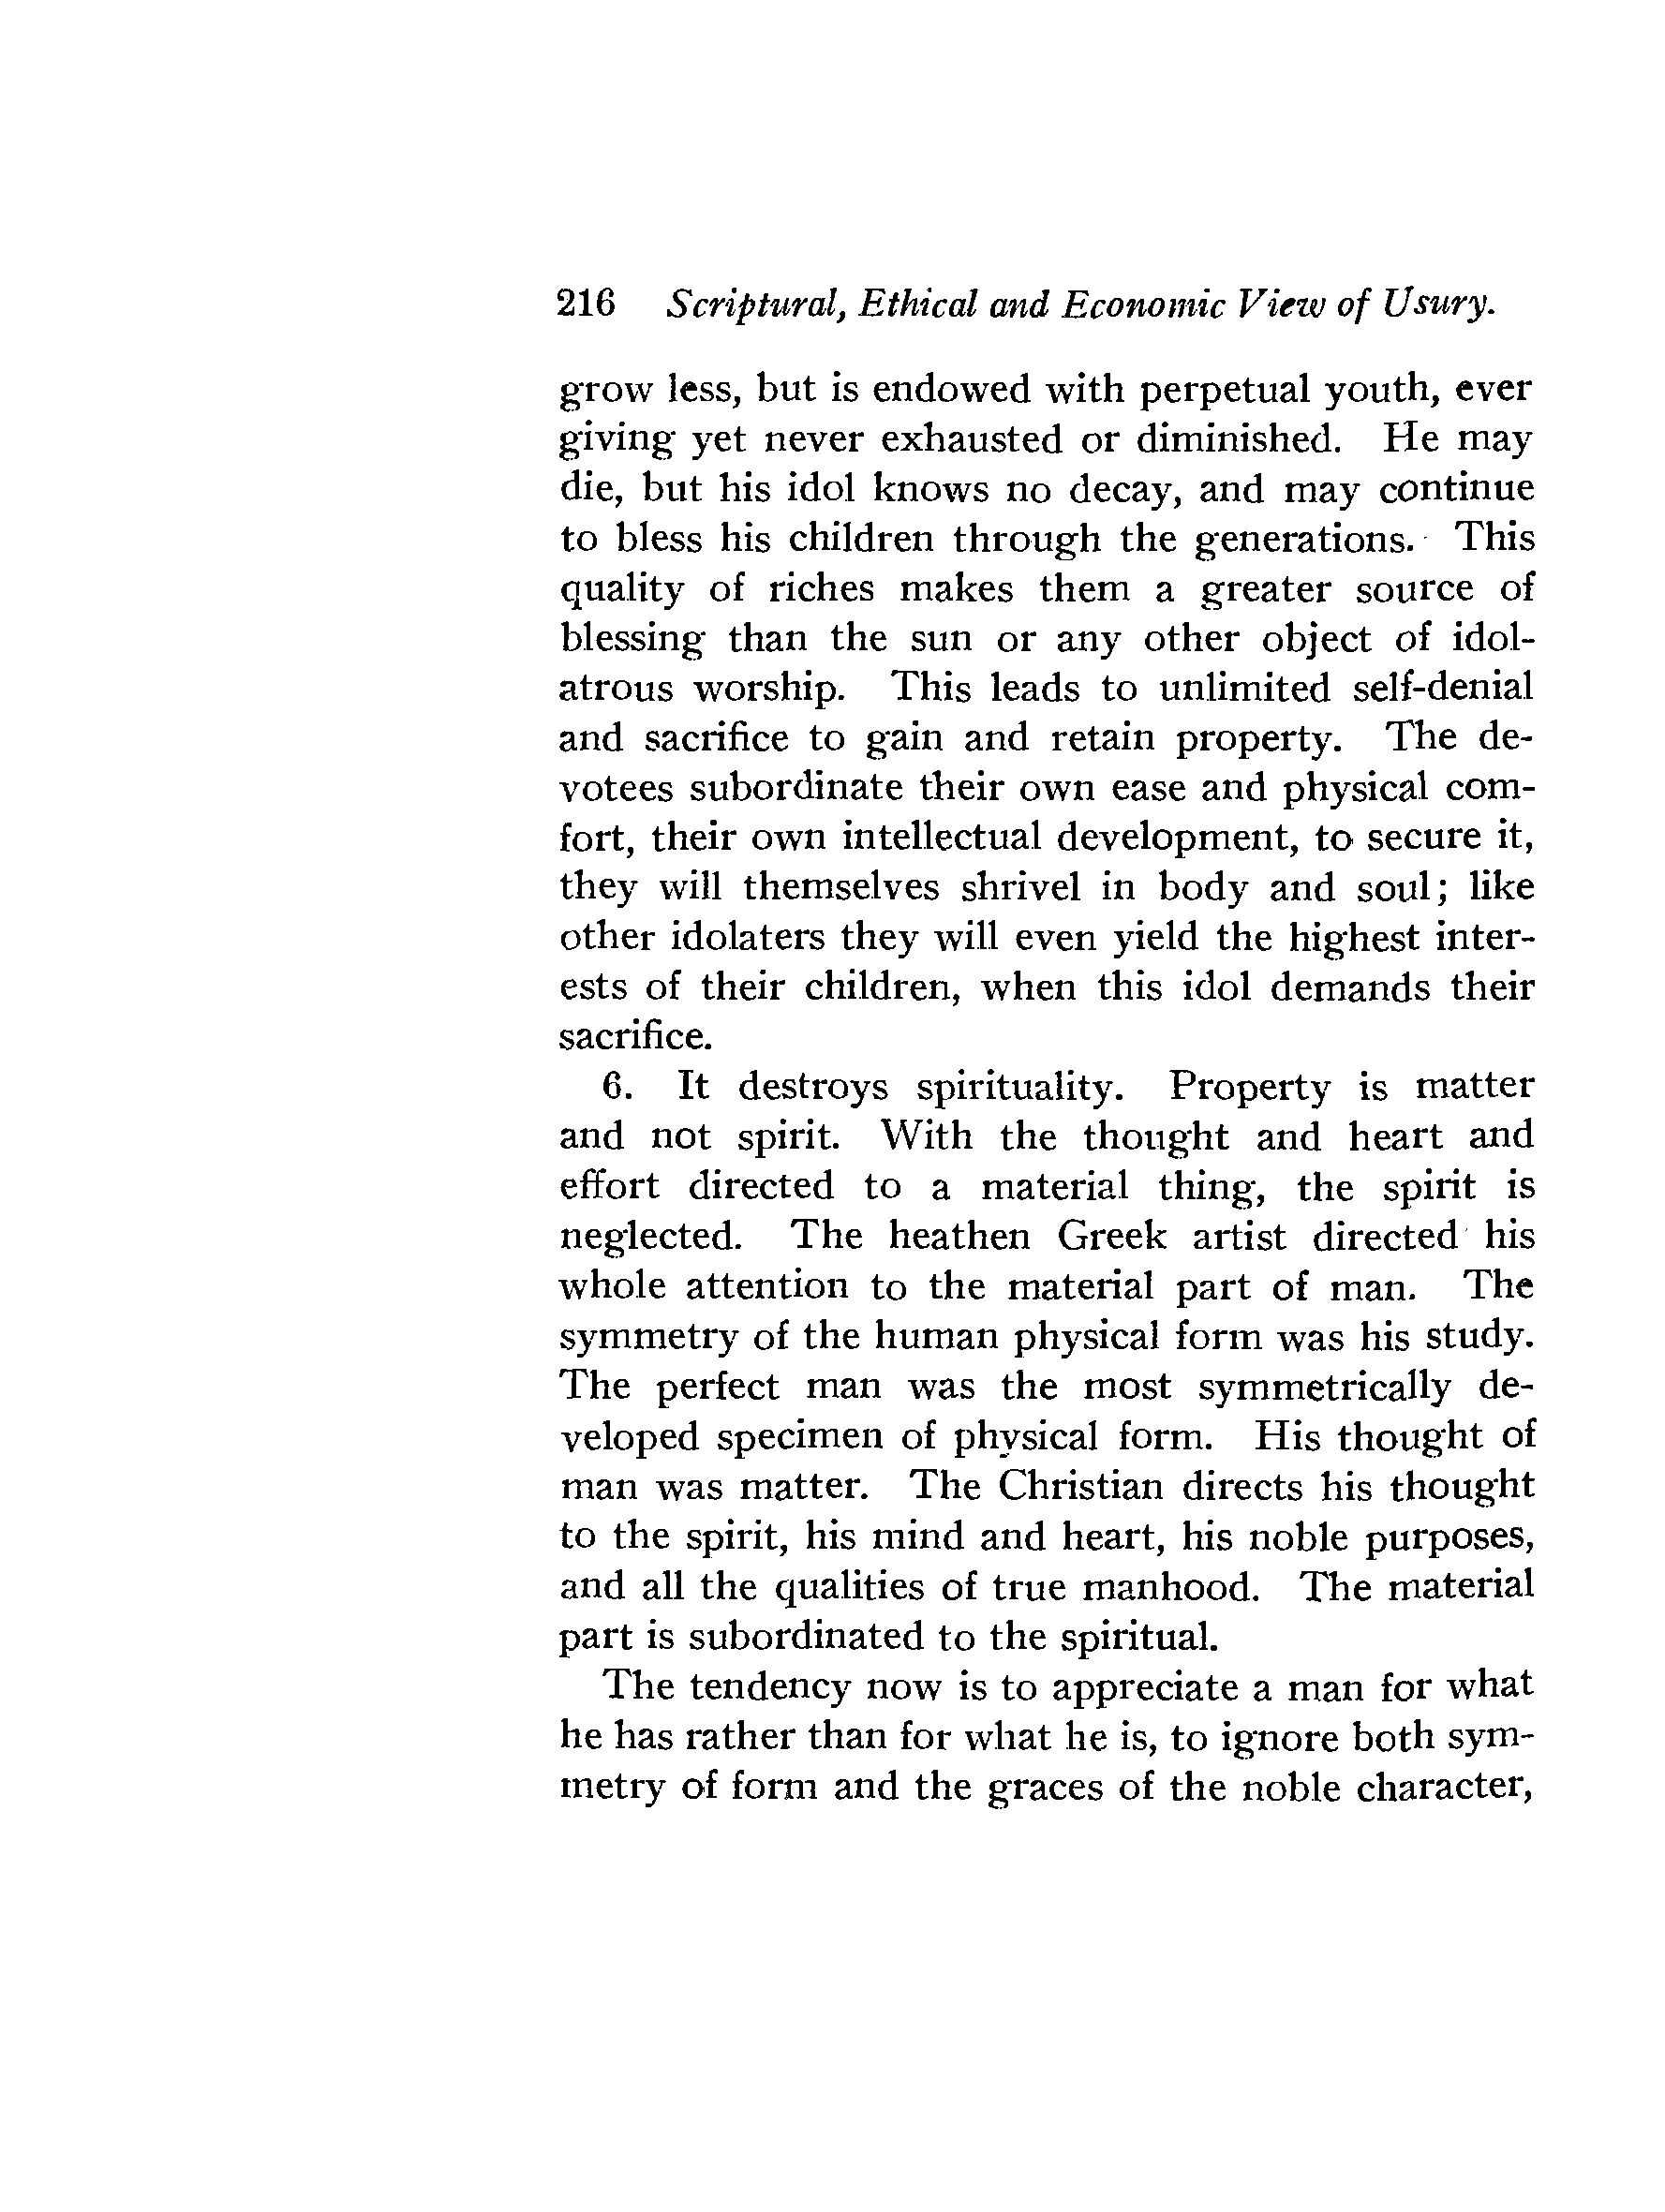 216 Scriptural, Ethical and Economic View of Usury.
grow less, but is endowed with perpetual youth, ever
giving yet never exhausted or diminished. He may
die, but his idol knows no decay, and may continue
to bless his children through the generations. This
quality of riches makes them a greater source of
blessing than the sun or any other object of idol-
atrous worship. This leads to unlimited self-denial
and sacrifice to gain and retain property. The de-
votees subordinate their own ease and physical com-
fort, their own intellectual development, to secure it,
they will themselves shrivel in body and soul; like
other idolaters they will even yield the highest inter-
ests of their children, when this idol demands their
sacrifice.
6. It destroys spirituality. Property is matter
and not spirit. With the thought and heart and
effort directed to a material thing, the spirit is
neglected. The heathen Greek artist directed his
whole attention to the material part of man. The
symmetry of the human physical form was his study.
The perfect man was the most symmetrically de-
veloped specimen of physical form. His thought of
man was matter. The Christian directs his thought
to the spirit, his mind and heart, his noble purposes,
and all the qualities of true manhood. The material
part is subordinated to the spiritual.
The tendency now is to appreciate a man for what
he has rather than for what he is, to ignore both sym-
metry of form and the graces of the noble character,